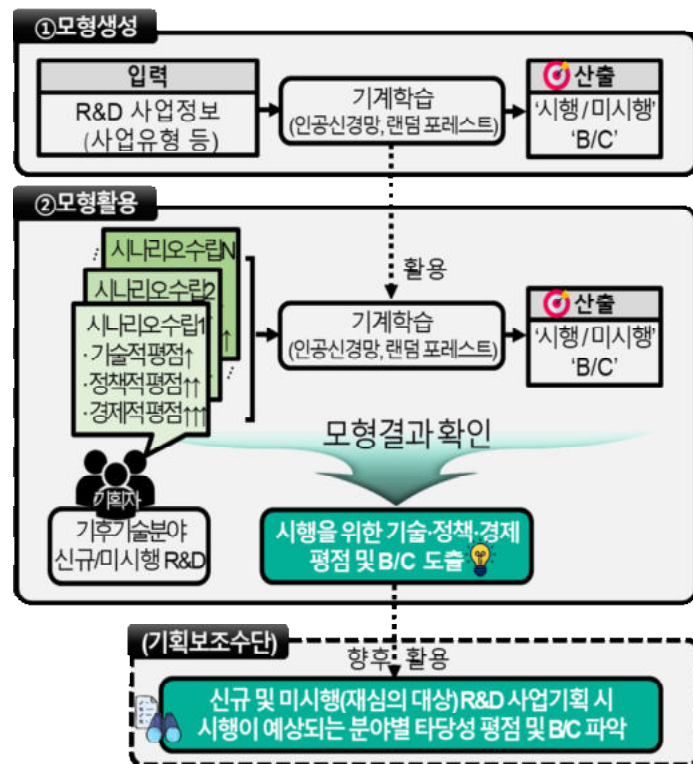 ①모형생성
입력
R&D 사업정보
(사업유형 등)
기계학습
(인공신경망, 랜덤 포레스트)
산출
'시행/미시행'
'B/C'
②모형활용
활용
시나리오수립N
시나리오수립2
시나리오수립1
·기술적평점↑
·정책적평점↑↑
·경제적평점↑↑↑
기계학습
(인공신경망, 랜덤 포레스트)
산출
'시행/미시행'
'B/C'
모형결과 확인
기획자
기후기술분야
신규/미시행 R&D
시행을 위한 기술·정책·경제
평점 및 B/C 도출
(기획보조수단)
향후 활용
신규 및 미시행(재심의 대상) R&D 사업기획 시
시행이 예상되는 분야별 타당성 평점 및 B/C 파악